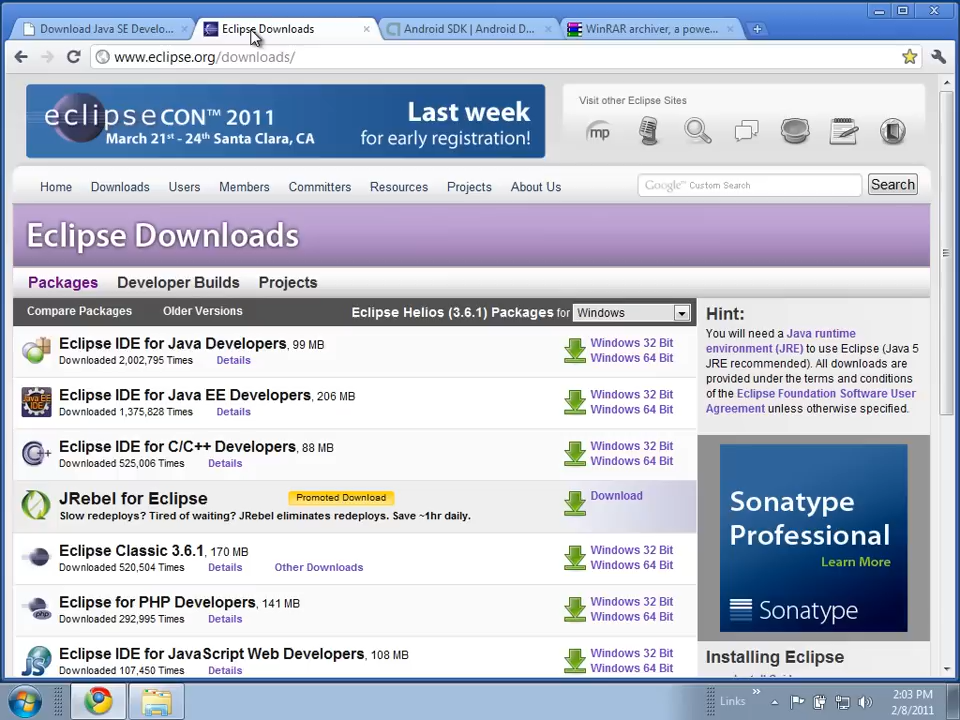 Download Java SE Develo...
Eclipse Downloads
Android SDK | Android D...
WinRAR archiver, a powe...
www.eclipse.org/downloads/
eclipseCON™ 2011
March 21st - 24th Santa Clara, CA
Last week
for early registration!
Visit other Eclipse Sites
mp
Home
Downloads
Users
Members
Committers
Resources
Projects
About Us
Google™ Custom Search
Search
Eclipse Downloads
Packages
Developer Builds
Projects
Compare Packages
Older Versions
Eclipse Helios (3.6.1) Packages for
Windows
Eclipse IDE for Java Developers, 99 MB
Downloaded 2,002,795 Times
Details
Windows 32 Bit
Windows 64 Bit
Java EE
IDE
Eclipse IDE for Java EE Developers, 206 MB
Downloaded 1,375,828 Times
Details
Windows 32 Bit
Windows 64 Bit
Eclipse IDE for C/C++ Developers, 88 MB
Downloaded 525,006 Times
Details
Windows 32 Bit
Windows 64 Bit
JRebel for Eclipse
Promoted Download
Slow redeploys? Tired of waiting? JRebel eliminates redeploys. Save ~1hr daily.
Download
Eclipse Classic 3.6.1, 170 MB
Downloaded 520,504 Times
Details
Other Downloads
Windows 32 Bit
Windows 64 Bit
php
Eclipse for PHP Developers, 141 MB
Downloaded 292,995 Times
Details
Windows 32 Bit
Windows 64 Bit
JS
Eclipse IDE for JavaScript Web Developers, 108 MB
Downloaded 107,450 Times
Details
Windows 32 Bit
Windows 64 Bit
Hint:
You will need a Java runtime
environment (JRE) to use Eclipse (Java 5
JRE recommended). All downloads are
provided under the terms and conditions
of the Eclipse Foundation Software User
Agreement unless otherwise specified.
Sonatype
Professional
Learn More
Sonatype
Installing Eclipse
Links
2:03 PM
2/8/2011